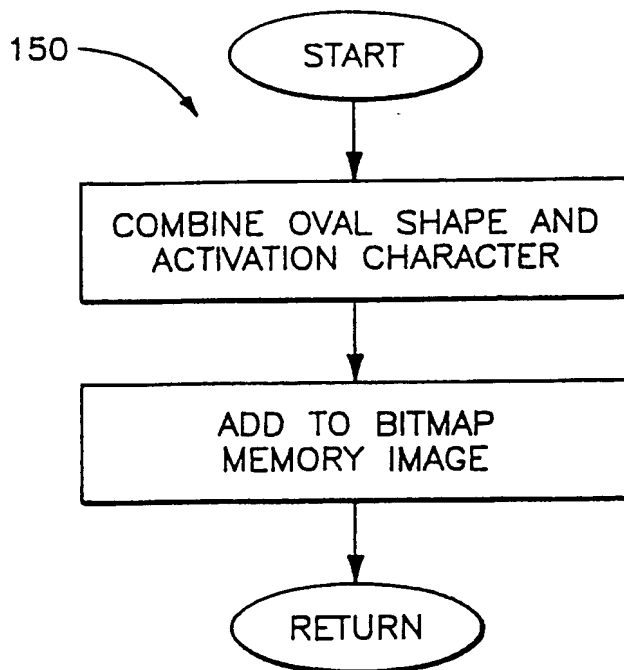 150
START
COMBINE OVAL SHAPE AND
ACTIVATION CHARACTER
ADD TO BITMAP
MEMORY IMAGE
RETURN